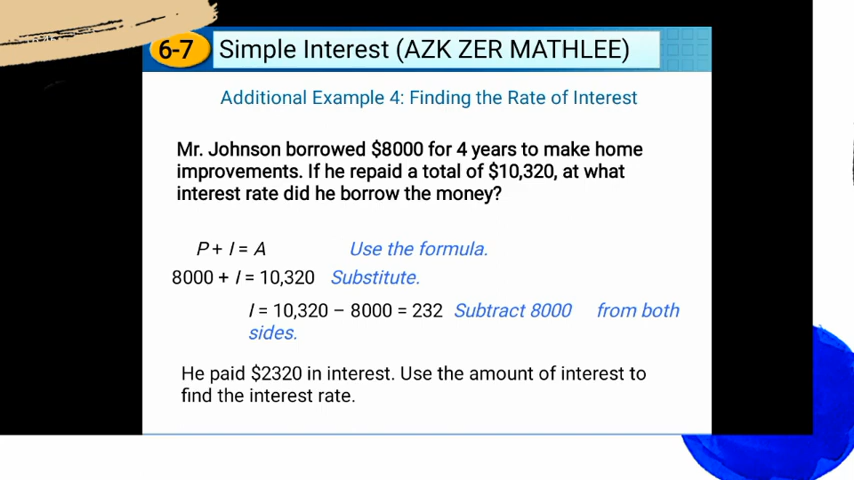 6-7 Simple Interest (AZK ZER MATHLEE)
Additional Example 4: Finding the Rate of Interest
Mr. Johnson borrowed $8000 for 4 years to make home
improvements. If he repaid a total of $10,320, at what
interest rate did he borrow the money?
P + I = A Use the formula.
8000 + I = 10,320 Substitute.
I = 10,320 – 8000 = 232 Subtract 8000 from both
sides.
He paid $2320 in interest. Use the amount of interest to
find the interest rate.